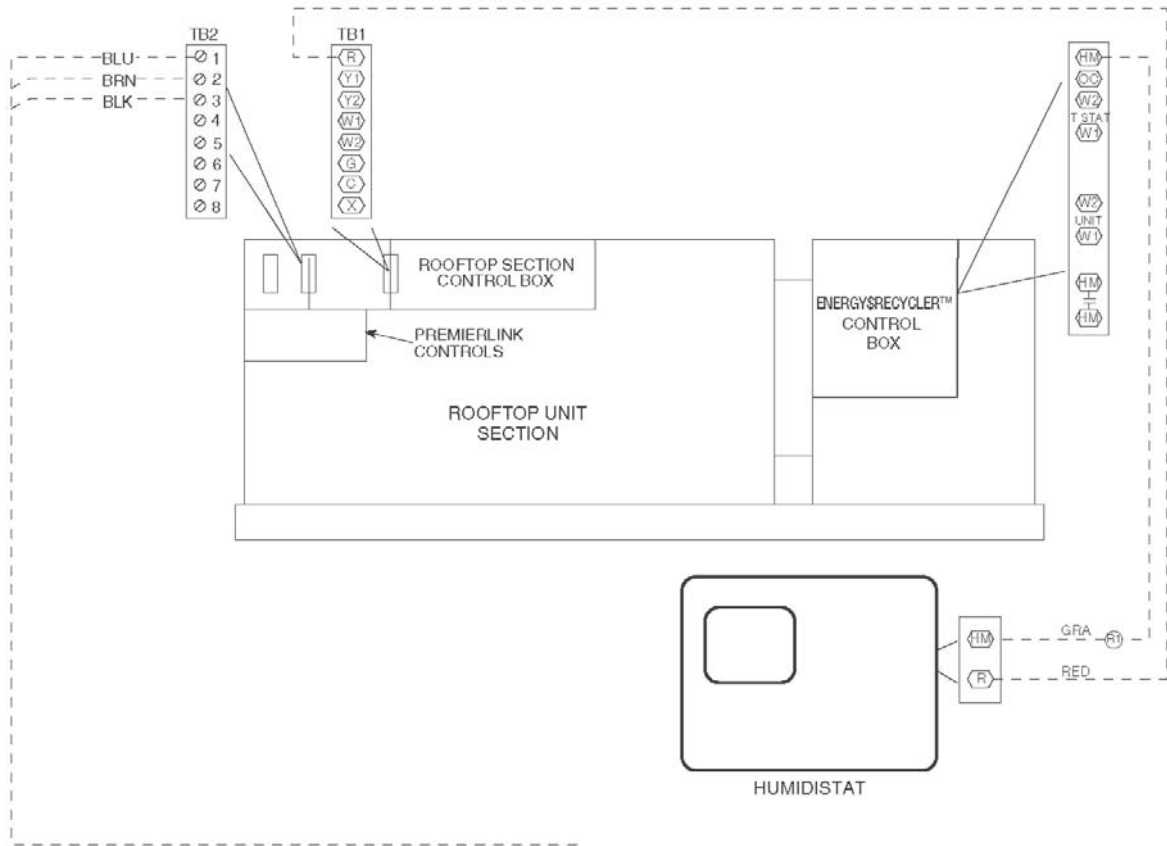 TB2
BLU
BRN
BLK
1
2
3
4
5
6
7
8
TB1
R
Y1
Y2
W1
W2
G
C
X
HM
OC
W2
T STAT
W1
W2
UNIT
W1
HM
HM
ROOFTOP SECTION
CONTROL BOX
PREMIERLINK
CONTROLS
ROOFTOP UNIT
SECTION
ENERGY$RECYCLER™
CONTROL
BOX
HM
GRA
R1
R
RED
HUMIDISTAT